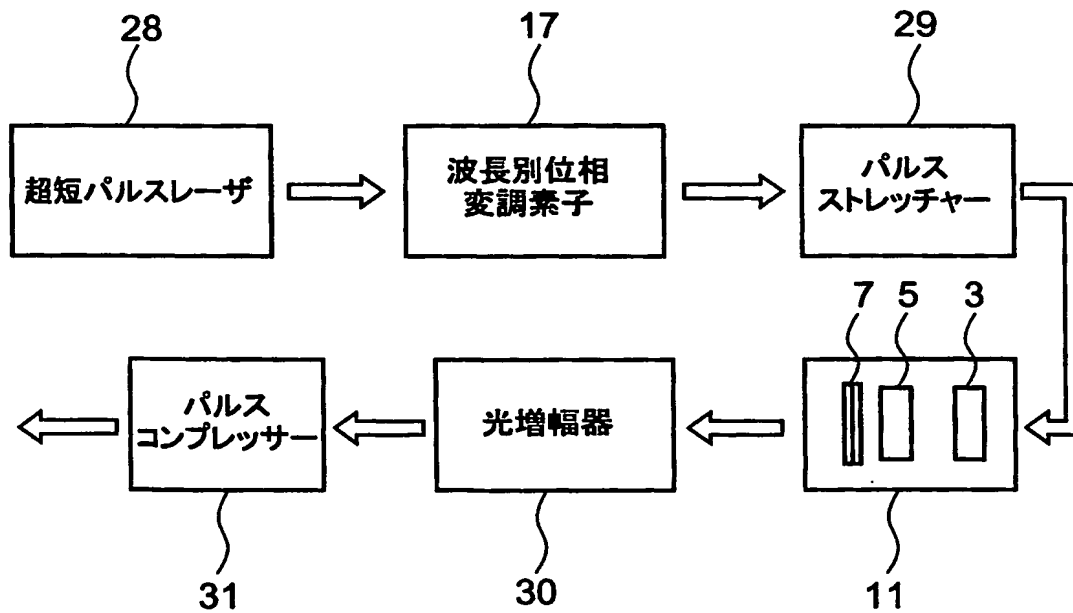 28
17
29
超短パルスレーザ
波長別位相
変調素子
パルス
ストレッチャー
7
5
3
パルス
コンプレッサー
光増幅器
31
30
11